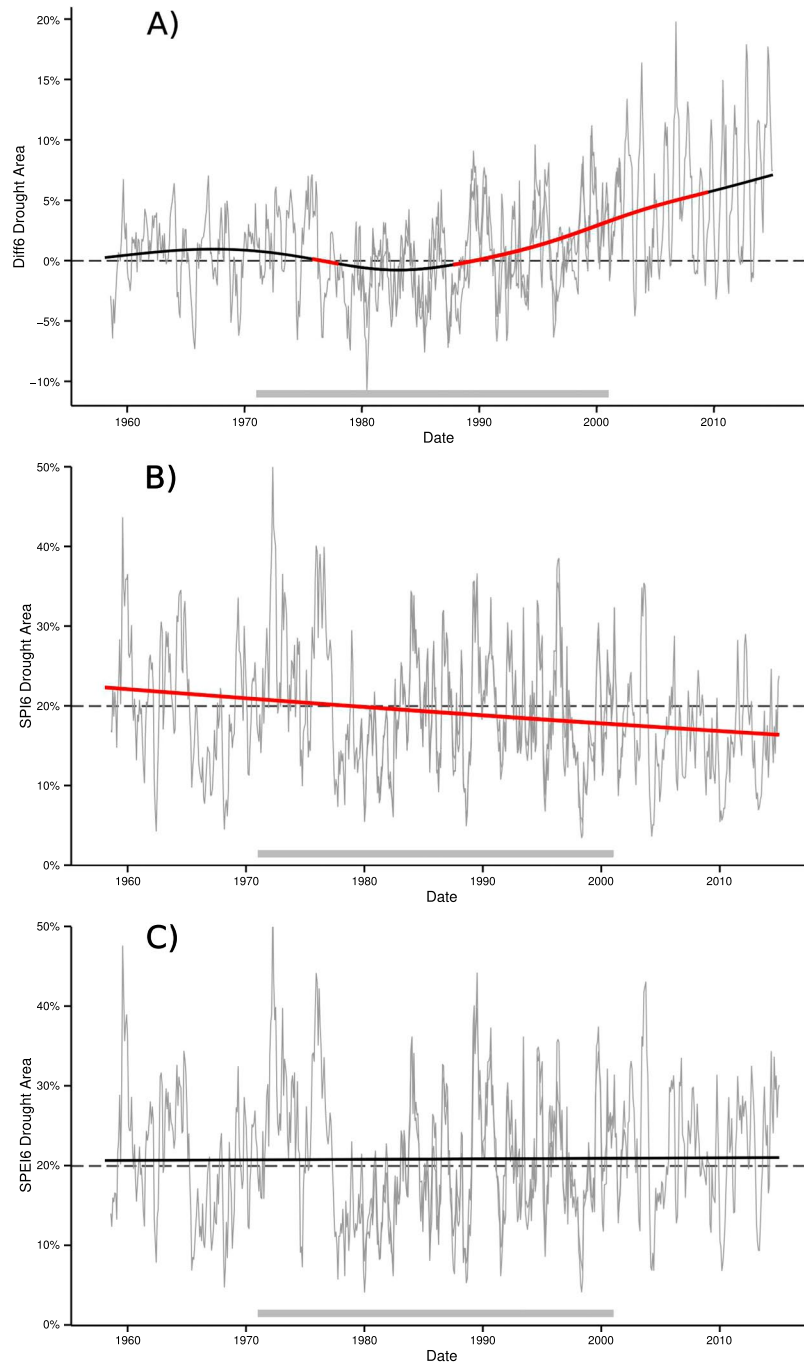 A)
20%
15%
10%
5%
0%
−5%
−10%
Diff6 Drought Area
1960 1970 1980 1990 2000 2010
Date
B)
50%
40%
30%
20%
10%
0%
SPI6 Drought Area
1960 1970 1980 1990 2000 2010
Date
C)
50%
40%
30%
20%
10%
0%
SPEI6 Drought Area
1960 1970 1980 1990 2000 2010
Date